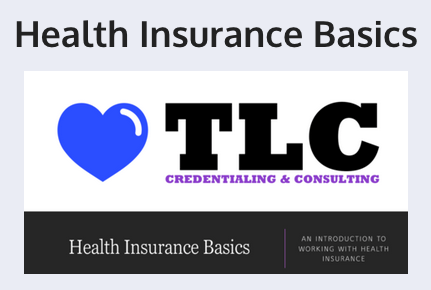 Health Insurance Basics
TLC
CREDENTIALING & CONSULTING
Health Insurance Basics
AN INTRODUCTION TO
WORKING WITH HEALTH
INSURANCE